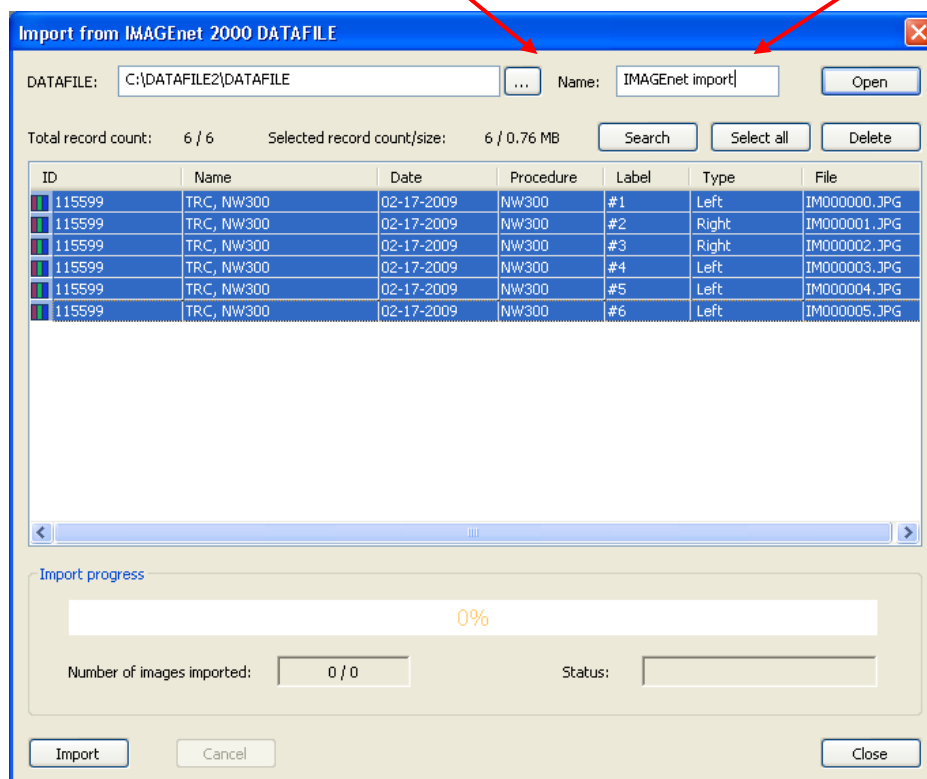 Import from IMAGEnet 2000 DATAFILE
DATAFILE: C:\DATAFILE2\DATAFILE ... Name: IMAGEnet import Open
Total record count: 6 / 6 Selected record count/size: 6 / 0.76 MB Search Select all Delete
ID Name Date Procedure Label Type File
115599 TRC, NW300 02-17-2009 NW300 #1 Left IM000000.JPG
115599 TRC, NW300 02-17-2009 NW300 #2 Right IM000001.JPG
115599 TRC, NW300 02-17-2009 NW300 #3 Right IM000002.JPG
115599 TRC, NW300 02-17-2009 NW300 #4 Left IM000003.JPG
115599 TRC, NW300 02-17-2009 NW300 #5 Left IM000004.JPG
115599 TRC, NW300 02-17-2009 NW300 #6 Left IM000005.JPG
Import progress
0%
Number of images imported: 0 / 0 Status:
Import Cancel Close